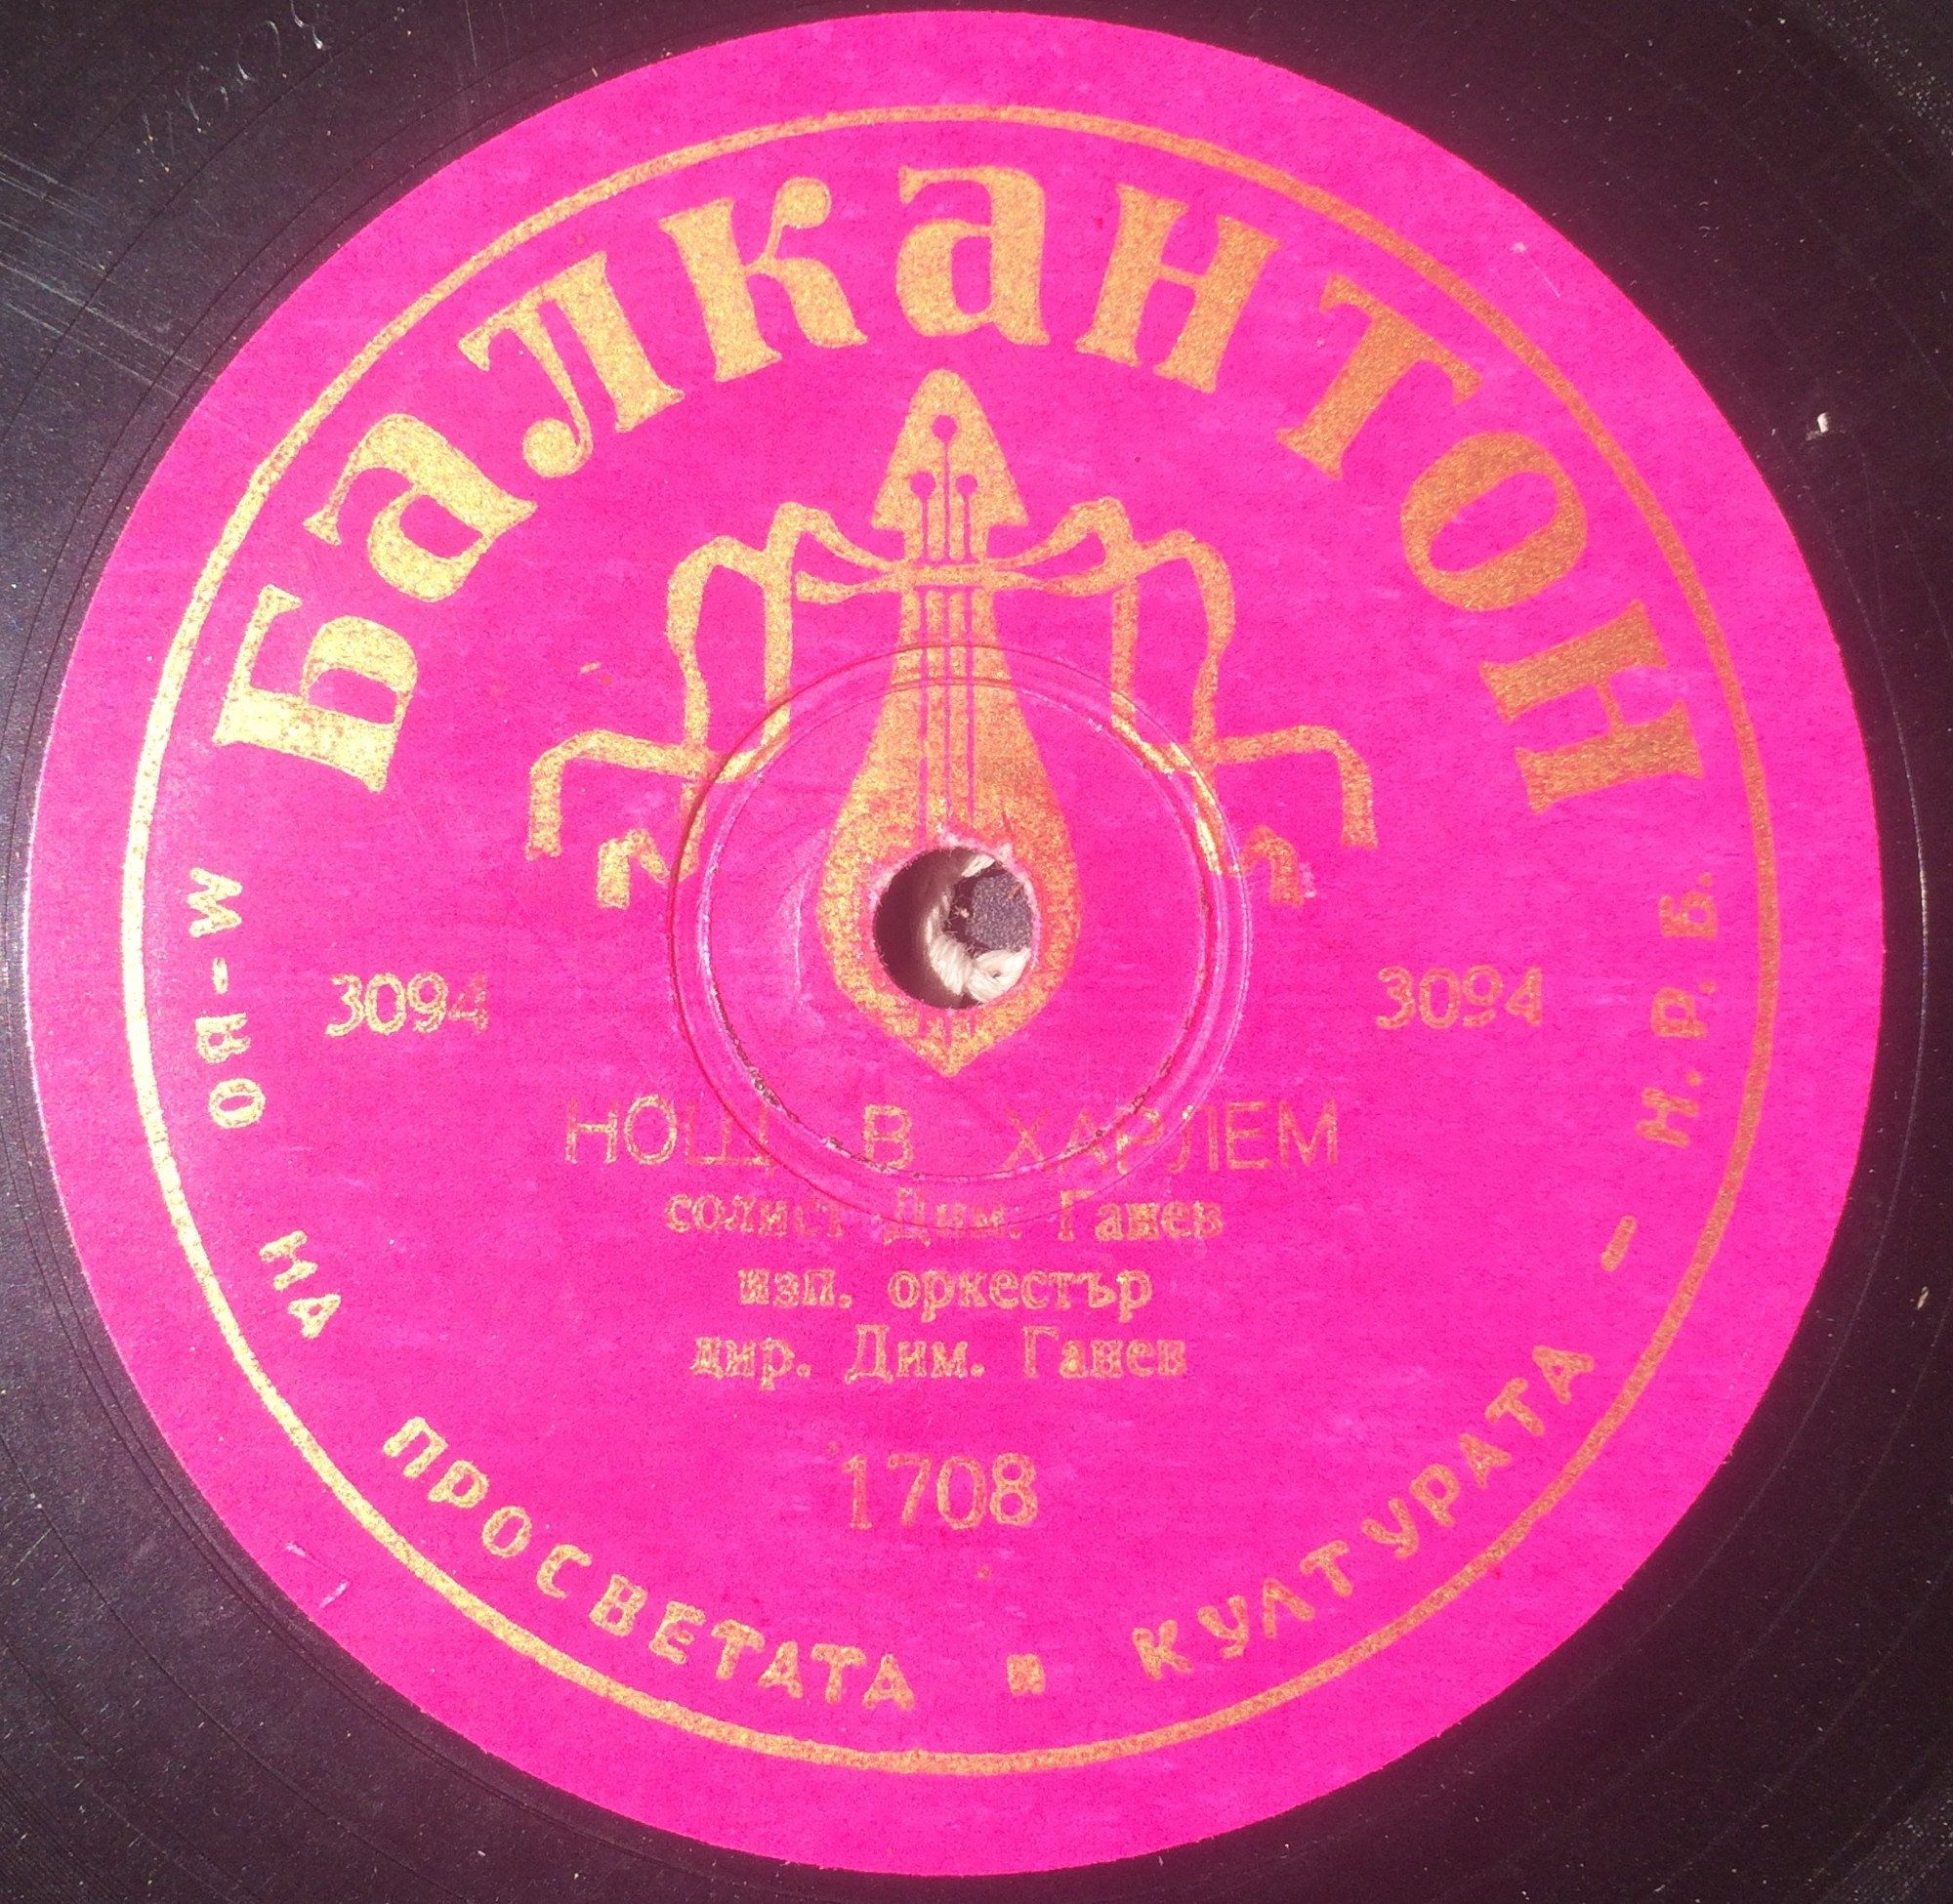 Балкантон
3094 3094
НОЩ В ХАРЛЕМ
солист Дим. Ганев
изп. оркестър
дир. Дим. Ганев
1708
М-ВО НА ПРОСВЕТАТА и КУЛТУРАТА – Н.Р.Б.